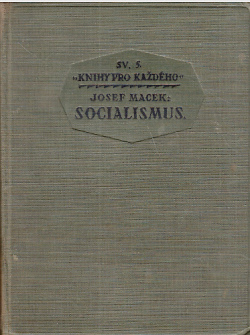 SV. 5.
„KNIHY PRO KAŽDÉHO“
JOSEF MACEK:
SOCIALISMUS.